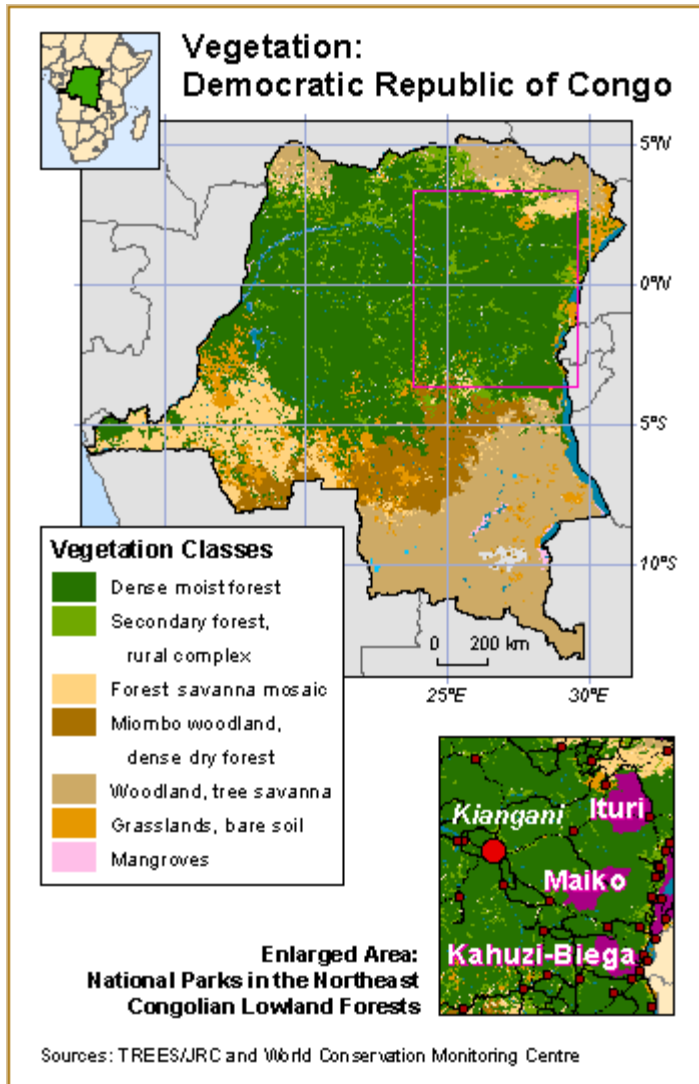 Vegetation:
Democratic Republic of Congo
5°N
0°W
5°S
10°S
0 200 km
25°E
30°E
Vegetation Classes
Dense moist forest
Secondary forest,
rural complex
Forest savanna mosaic
Miombo woodland,
dense dry forest
Woodland, tree savanna
Grasslands, bare soil
Mangroves
Kiangani
Ituri
Maiko
Kahuzi-Biega
Enlarged Area:
National Parks in the Northeast
Congolian Lowland Forests
Sources: TREES/JRC and World Conservation Monitoring Centre